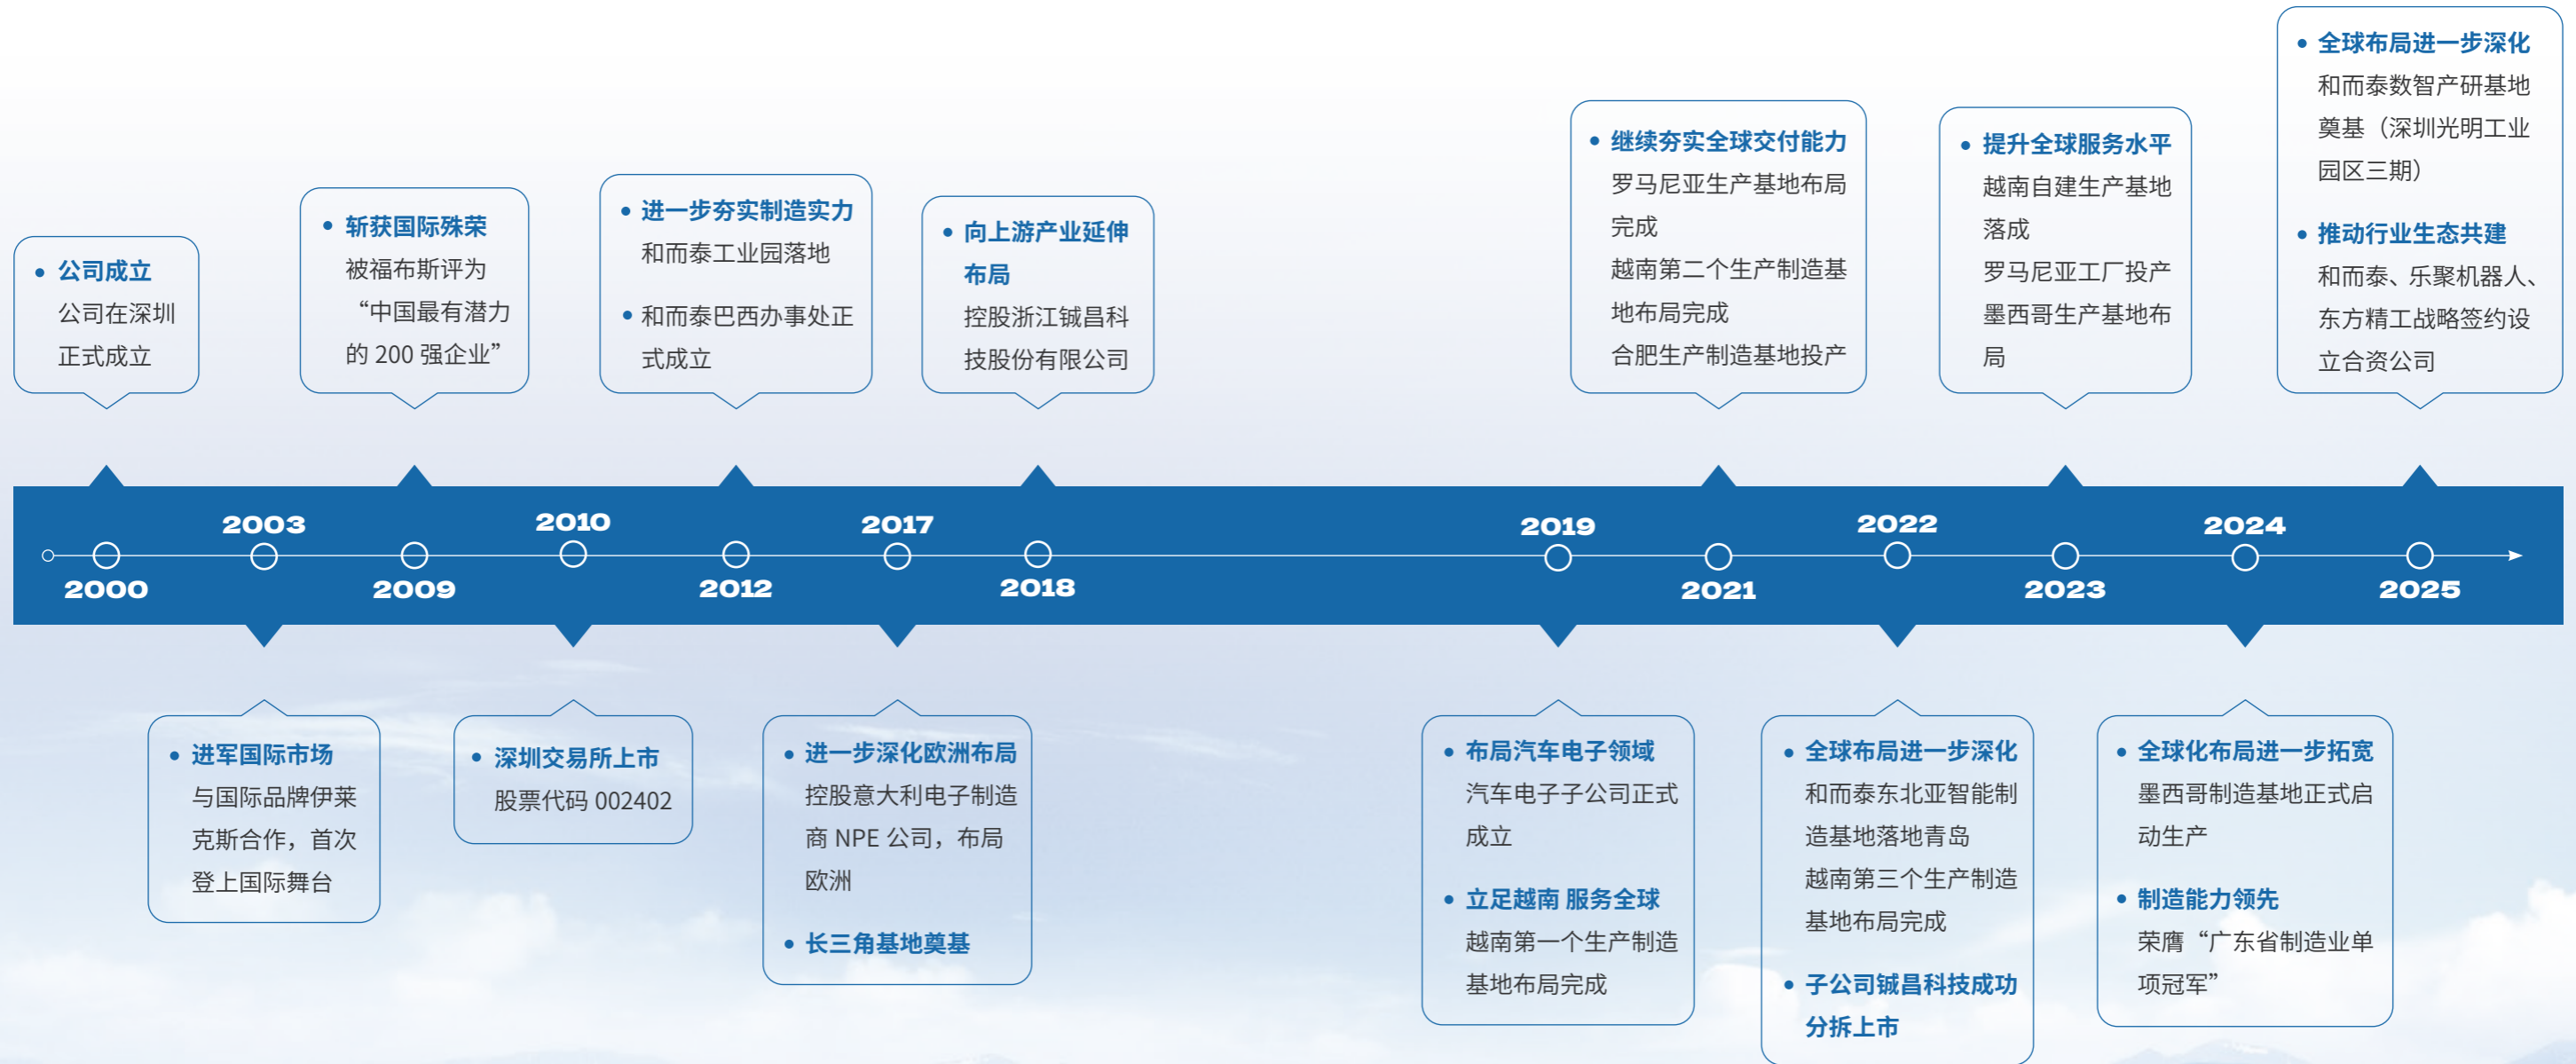 公司成立
公司在深圳
正式成立
斩获国际殊荣
被福布斯评为
“中国最有潜力
的 200 强企业”
进一步夯实制造实力
和而泰工业园落地
和而泰巴西办事处正
式成立
向上游产业延伸
布局
控股浙江铖昌科
技股份有限公司
继续夯实全球交付能力
罗马尼亚生产基地布局
完成
越南第二个生产制造基
地布局完成
合肥生产制造基地投产
提升全球服务水平
越南自建生产基地
落成
罗马尼亚工厂投产
墨西哥生产基地布
局
全球布局进一步深化
和而泰数智产研基地
奠基（深圳光明工业
园区三期）
推动行业生态共建
和而泰、乐聚机器人、
东方精工战略签约设
立合资公司
2000
2003
2009
2010
2012
2017
2018
2019
2021
2022
2023
2024
2025
进军国际市场
与国际品牌伊莱
克斯合作，首次
登上国际舞台
深圳交易所上市
股票代码 002402
进一步深化欧洲布局
控股意大利电子制造
商 NPE 公司，布局
欧洲
长三角基地奠基
布局汽车电子领域
汽车电子子公司正式
成立
立足越南 服务全球
越南第一个生产制造
基地布局完成
全球布局进一步深化
和而泰东北亚智能制
造基地落地青岛
越南第三个生产制造
基地布局完成
子公司铖昌科技成功
分拆上市
全球化布局进一步拓宽
墨西哥制造基地正式启
动生产
制造能力领先
荣膺“广东省制造业单
项冠军”